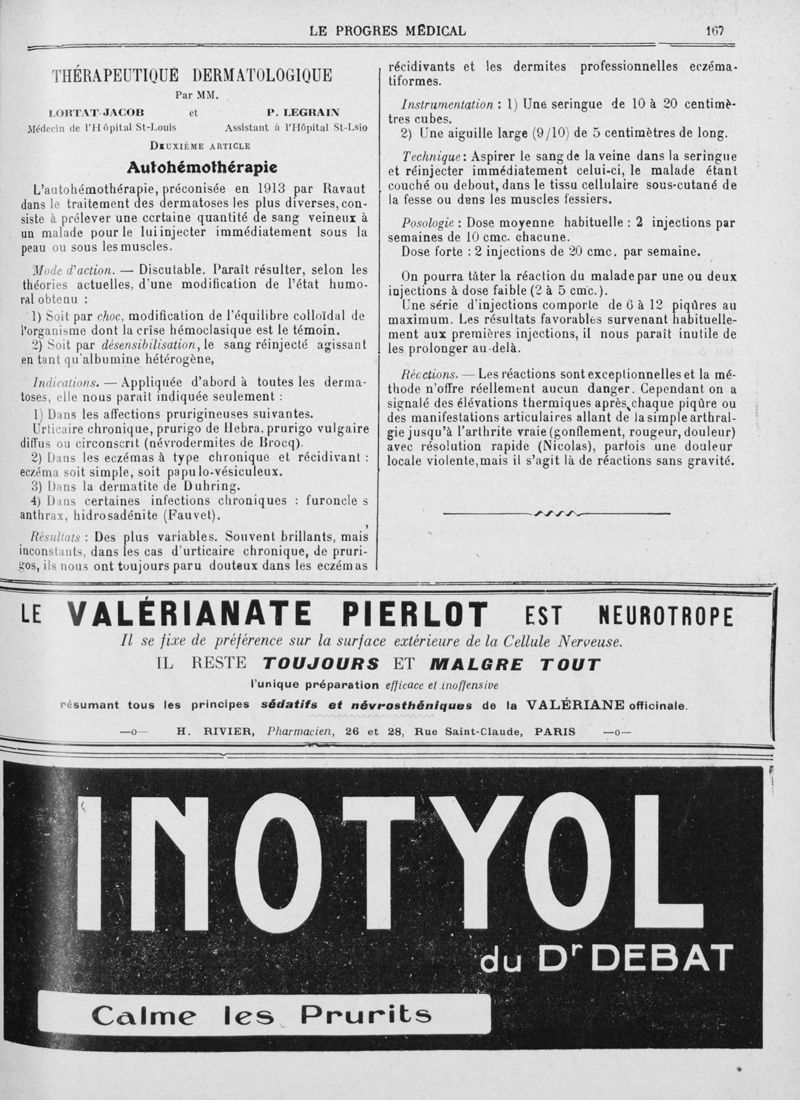 LE PROGRES MÉDICAL 167
THÉRAPEUTIQUE DERMATOLOGIQUE
Par MM.
LORTAT-JACOB et P. LEGRAIN
Médecin de l'Hôpital St-Louis Assistant à l'Hôpital St-Lsio
DEUXIÈME ARTICLE
Autohémothérapie
L'autohémothérapie, préconisée en 1913 par Ravaut
dans le traitement des dermatoses les plus diverses, con-
siste à prélever une certaine quantité de sang veineux à
un malade pour le lui injecter immédiatement sous la
peau ou sous les muscles.
Mode d'action. — Discutable. Paraît résulter, selon les
théories actuelles, d'une modification de l'état humo-
ral obtenu :
1) Soit par choc, modification de l'équilibre colloïdal de
l'organisme dont la crise hémoclasique est le témoin.
2) Soit par désensibilisation, le sang réinjecté agissant
en tant qu'albumine hétérogène,
Indications. — Appliquée d'abord à toutes les derma-
toses, elle nous parait indiquée seulement :
1) Dans les affections prurigineuses suivantes.
Urticaire chronique, prurigo de Hebra, prurigo vulgaire
diffus ou circonscrit (névrodermites de Brocq).
2) Dans les eczémas à type chronique et récidivant :
eczéma soit simple, soit papulo-vésiculeux.
3) Dans la dermatite de Duhring.
4) Dans certaines infections chroniques : furoncle s
anthrax, hidrosadénite (Fauvet).
Résultats : Des plus variables. Souvent brillants, mais
inconstants, dans les cas d'urticaire chronique, de pruri-
gos, ils nous ont toujours paru douteux dans les eczémas
récidivants et les dermites professionnelles eczéma-
tiformes.
Instrumentation : 1) Une seringue de 10 à 20 centimè-
tres cubes.
2) Une aiguille large (9/10) de 5 centimètres de long.
Technique : Aspirer le sang de la veine dans la seringue
et réinjecter immédiatement celui-ci, le malade étant
couché ou debout, dans le tissu cellulaire sous-cutané de
la fesse ou dens les muscles fessiers.
Posologie : Dose moyenne habituelle : 2 injections par
semaines de 10 cmc. chacune.
Dose forte : 2 injections de 20 cmc. par semaine.
On pourra tâter la réaction du malade par une ou deux
injections à dose faible (2 à 5 cmc.).
Une série d'injections comporte de 6 à 12 piqûres au
maximum. Les résultats favorables survenant habituelle-
ment aux premières injections, il nous paraît inutile de
les prolonger au-delà.
Réections. — Les réactions sont exceptionnelles et la mé-
thode n'offre réellement aucun danger. Cependant on a
signalé des élévations thermiques après chaque piqûre ou
des manifestations articulaires allant de la simple arthral-
gie jusqu'à l'arthrite vraie (gonflement, rougeur, douleur)
avec résolution rapide (Nicolas), parfois une douleur
locale violente, mais il s'agit là de réactions sans gravité.
LE VALÉRIANATE PIERLOT EST NEUROTROPE
Il se fixe de préférence sur la surface extérieure de la Cellule Nerveuse.
IL RESTE TOUJOURS ET MALGRE TOUT
l'unique préparation efficace et inoffensive
résumant tous les principes sédatifs et névrosthéniques de la VALÉRIANE officinale.
—o— H. RIVIER, Pharmacien, 26 et 28, Rue Saint-Claude, PARIS —o—
INOTYOL
du Dr DEBAT
Calme les Prurits